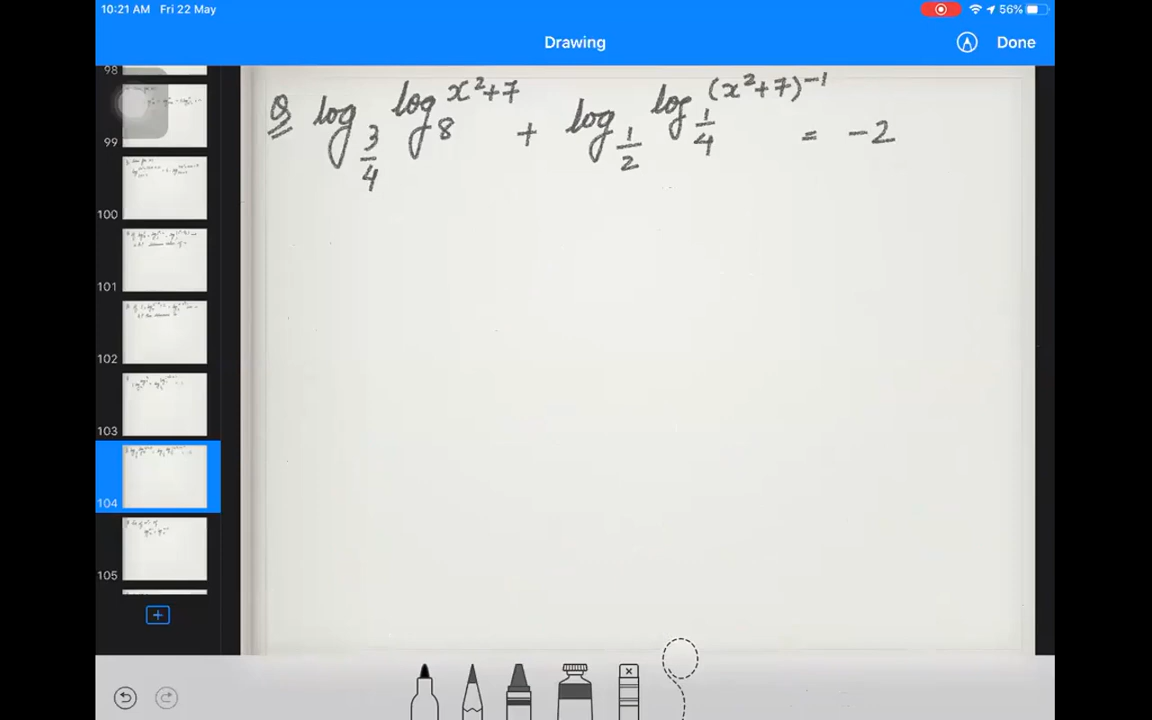 10:21 AM Fri 22 May
56%
Drawing
Done
98
99
100
101
102
103
104
105
Q log_{3/4} log_8 x²+7 + log_{1/2} log_{1/4} (x²+7)⁻¹ = -2